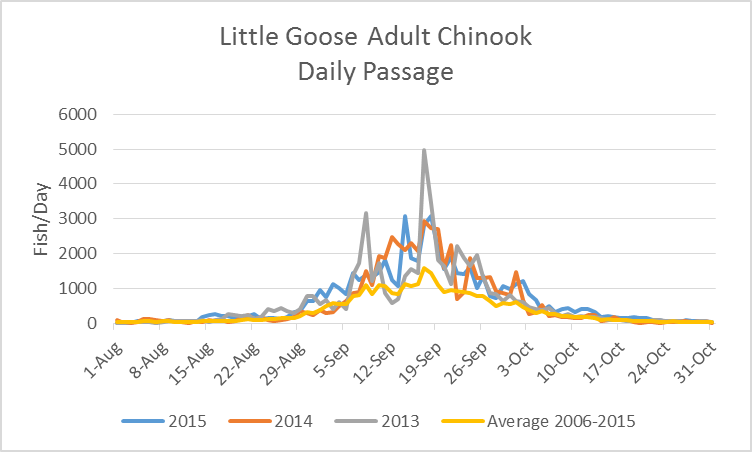 Little Goose Adult Chinook
Daily Passage
Fish/Day
6000
5000
4000
3000
2000
1000
0
1-Aug
8-Aug
15-Aug
22-Aug
29-Aug
5-Sep
12-Sep
19-Sep
26-Sep
3-Oct
10-Oct
17-Oct
24-Oct
31-Oct
2015
2014
2013
Average 2006-2015